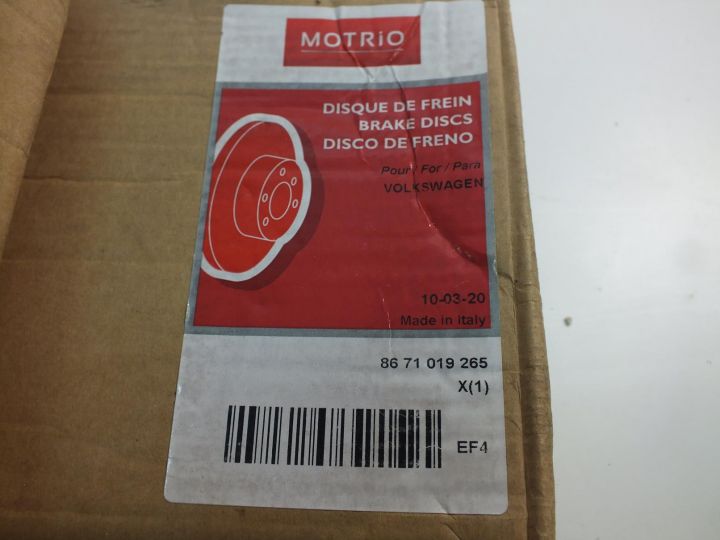 MOTRiO
DISQUE DE FREIN
BRAKE DISCS
DISCO DE FRENO
Pour / For / Para
VOLKSWAGEN
10-03-20
Made in Italy
86 71 019 265
X(1)
EF4